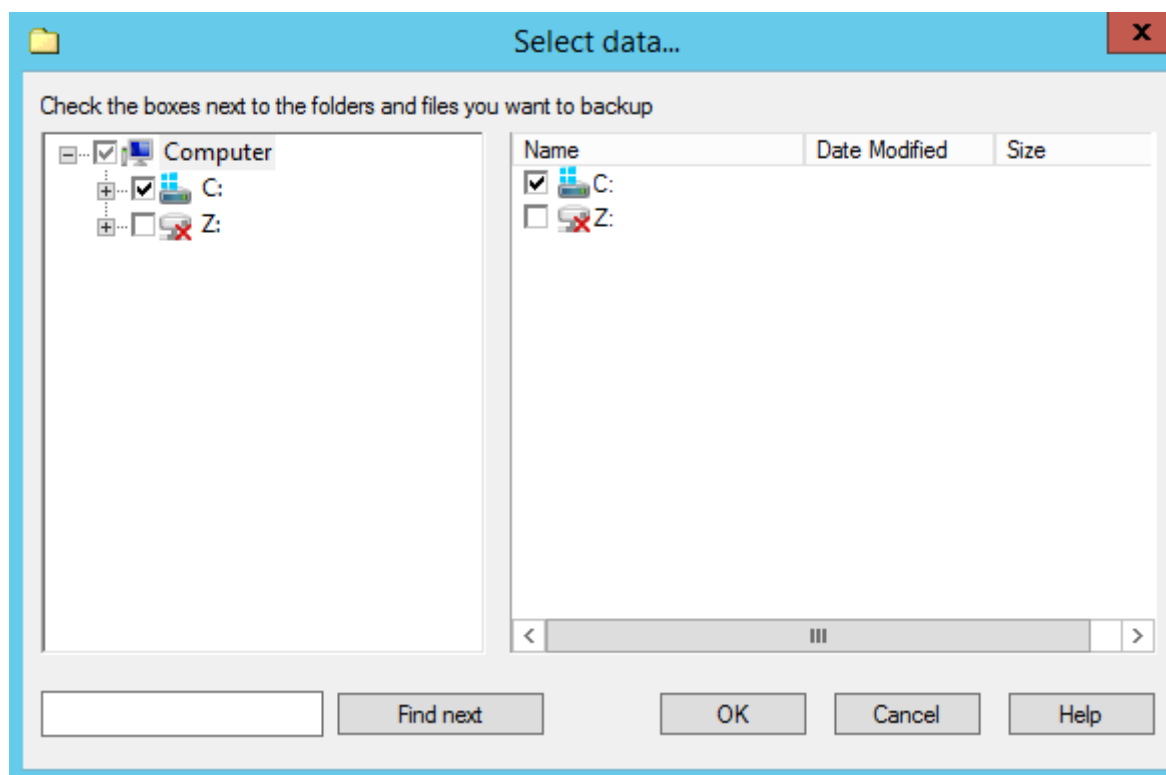 Select data...
x
Check the boxes next to the folders and files you want to backup
Computer
C:
Z:
Name Date Modified Size
C:
Z:
Find next OK Cancel Help